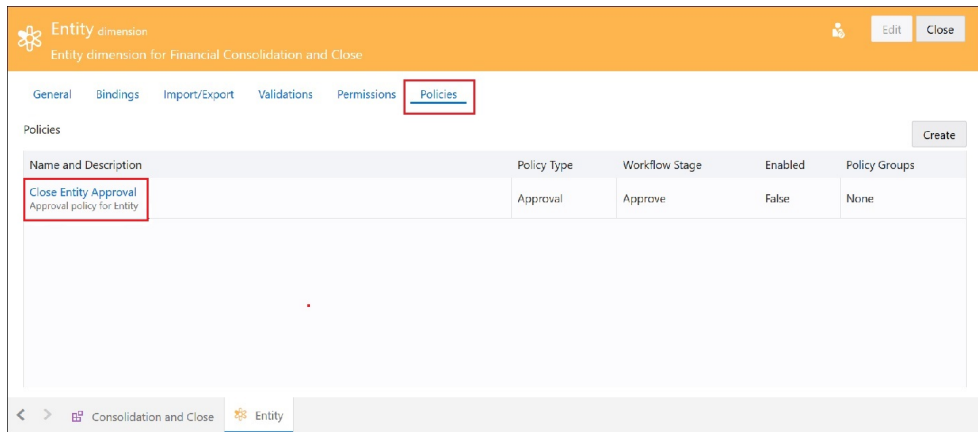 Entity dimension
Entity dimension for Financial Consolidation and Close
Edit
Close
General Bindings Import/Export Validations Permissions Policies
Policies
Create
Name and Description Policy Type Workflow Stage Enabled Policy Groups
Close Entity Approval
Approval policy for Entity
Approval Approve False None
Consolidation and Close Entity